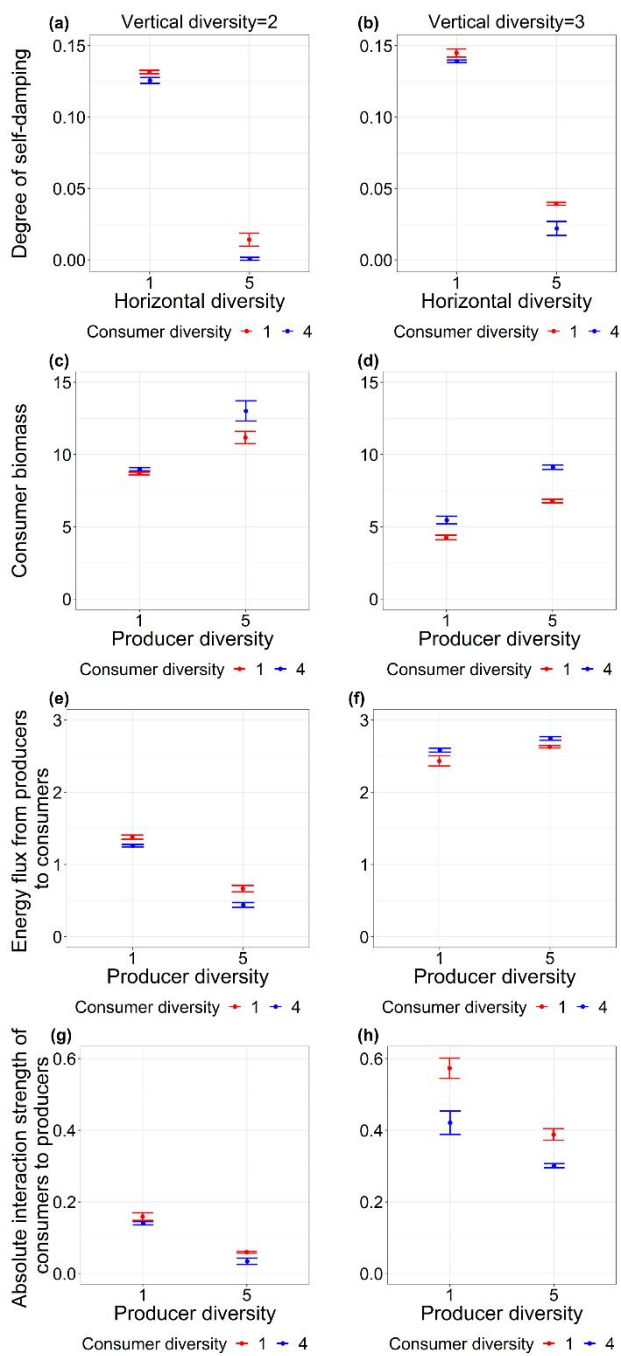 (a) Vertical diversity=2
(b) Vertical diversity=3
Degree of self-damping
0.15
0.10
0.05
0.00
1 5
Horizontal diversity
Consumer diversity 1 4
0.15
0.10
0.05
0.00
1 5
Horizontal diversity
Consumer diversity 1 4
(c)
Consumer biomass
15
10
5
0
1 5
Producer diversity
Consumer diversity 1 4
(d)
15
10
5
0
1 5
Producer diversity
Consumer diversity 1 4
(e)
Energy flux from producers
to consumers
3
2
1
0
1 5
Producer diversity
Consumer diversity 1 4
(f)
3
2
1
0
1 5
Producer diversity
Consumer diversity 1 4
(g)
Absolute interaction strength of
consumers to producers
0.6
0.4
0.2
0.0
1 5
Producer diversity
Consumer diversity 1 4
(h)
0.6
0.4
0.2
0.0
1 5
Producer diversity
Consumer diversity 1 4